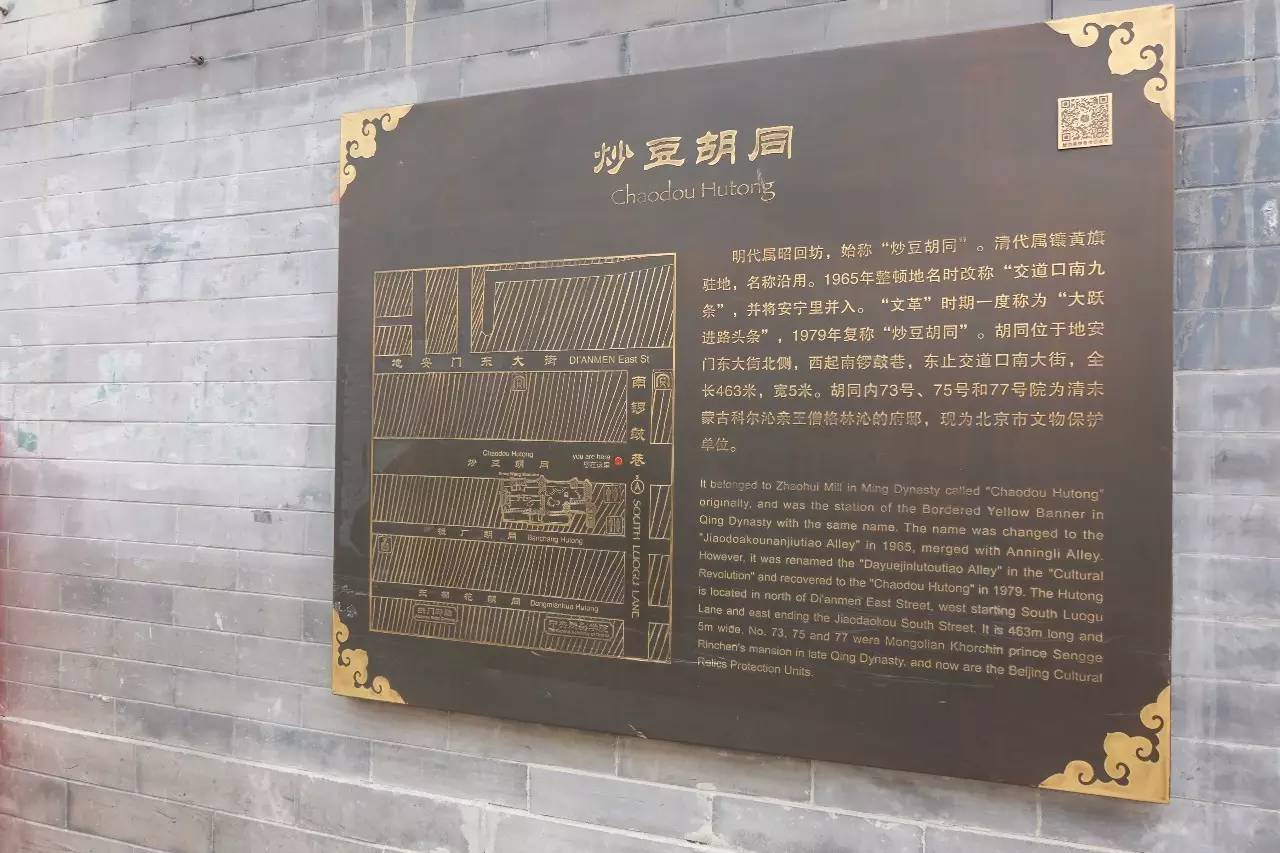 炒豆胡同
Chaodou Hutong
明代属昭回坊，始称“炒豆胡同”。清代属镶黄旗
驻地，名称沿用。1965年整顿地名时改称“交道口南九
条”，并将安宁里并入。“文革”时期一度称为“大跃
进路头条”，1979年复称“炒豆胡同”。胡同位于地安
门东大街北侧，西起南锣鼓巷，东止交道口南大街，全
长463米，宽5米。胡同内73号、75号和77号院为清末
蒙古科尔沁亲王僧格林沁的府邸，现为北京市文物保护
单位。
It belonged to Zhaohui Mill in Ming Dynasty called "Chaodou Hutong"
originally, and was the station of the Bordered Yellow Banner in
Qing Dynasty with the same name. The name was changed to the
"Jiaodoakounanjiutiao Alley" in 1965, merged with Anningli Alley.
However, it was renamed the "Dayuejinlutoutiao Alley" in the "Cultural
Revolution" and recovered to the "Chaodou Hutong" in 1979. The Hutong
is located in north of Di'anmen East Street, west starting South Luogu
Lane and east ending the Jiaodaokou South Street. It is 463m long and
5m wide. No. 73, 75 and 77 were Mongolian Khorchin prince Sengge
Rinchen's mansion in late Qing Dynasty, and now are the Beijing Cultural
Relics Protection Units.
地安门东大街 DI'ANMEN East St
南锣鼓巷
SOUTH LUOGU LANE
Chaodou Hutong
炒豆胡同
you are here
您在这里
板厂胡同 Banchang Hutong
东棉花胡同 Dongmianhua Hutong
中央戏剧学院